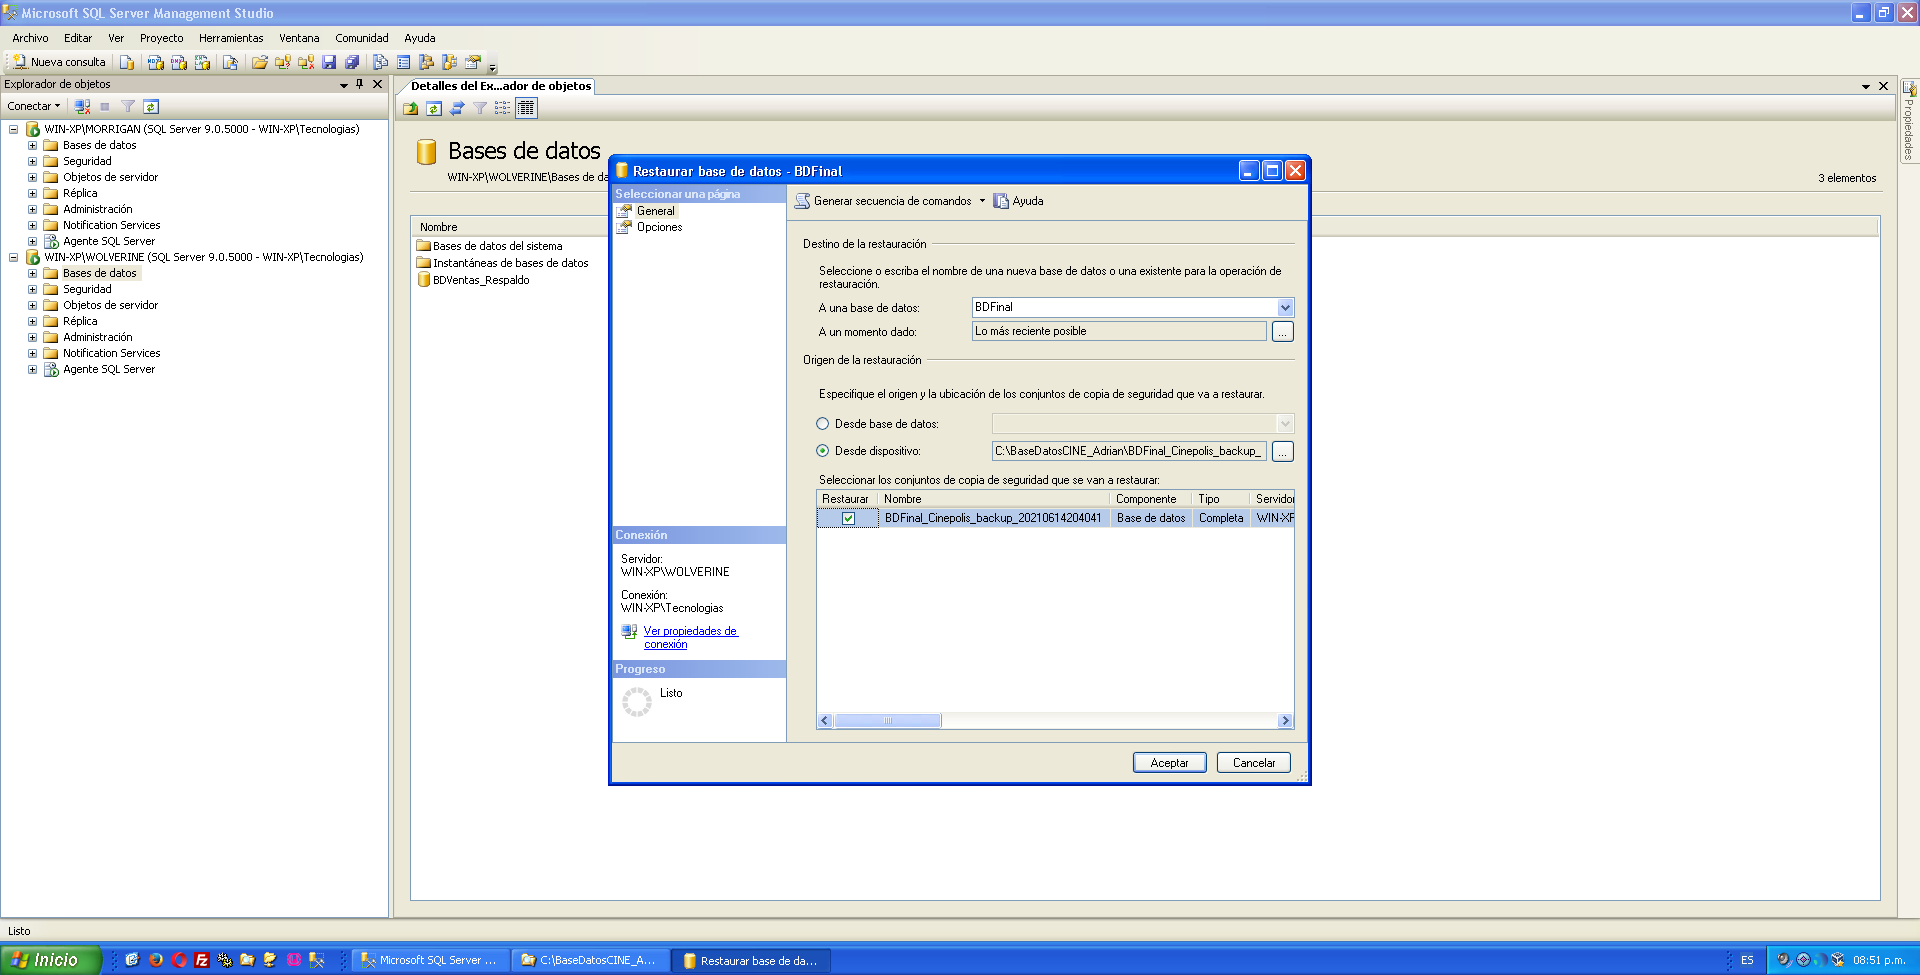 Microsoft SQL Server Management Studio
Archivo Editar Ver Proyecto Herramientas Ventana Comunidad Ayuda
Nueva consulta
Explorador de objetos
Conectar
WIN-XP\MORRIGAN (SQL Server 9.0.5000 - WIN-XP\Tecnologias)
Bases de datos
Seguridad
Objetos de servidor
Réplica
Administración
Notification Services
Agente SQL Server
WIN-XP\WOLVERINE (SQL Server 9.0.5000 - WIN-XP\Tecnologias)
Bases de datos
Seguridad
Objetos de servidor
Réplica
Administración
Notification Services
Agente SQL Server
Detalles del Ex...ador de objetos
Bases de datos
WIN-XP\WOLVERINE\Bases de da
3 elementos
Nombre
Bases de datos del sistema
Instantáneas de bases de datos
BDVentas_Respaldo
Propiedades
Restaurar base de datos - BDFinal
Seleccionar una página
General
Opciones
Generar secuencia de comandos Ayuda
Destino de la restauración
Seleccione o escriba el nombre de una nueva base de datos o una existente para la operación de
restauración.
A una base de datos: BDFinal
A un momento dado: Lo más reciente posible ...
Origen de la restauración
Especifique el origen y la ubicación de los conjuntos de copia de seguridad que va a restaurar.
Desde base de datos:
Desde dispositivo: C:\BaseDatosCINE_Adrian\BDFinal_Cinepolis_backup_ ...
Seleccionar los conjuntos de copia de seguridad que se van a restaurar:
Restaurar Nombre Componente Tipo Servidor
BDFinal_Cinepolis_backup_20210614204041 Base de datos Completa WIN-XP
Conexión
Servidor:
WIN-XP\WOLVERINE
Conexión:
WIN-XP\Tecnologias
Ver propiedades de
conexión
Progreso
Listo
Aceptar Cancelar
Listo
Inicio Microsoft SQL Server ... C:\BaseDatosCINE_A... Restaurar base de da... ES 08:51 p.m.